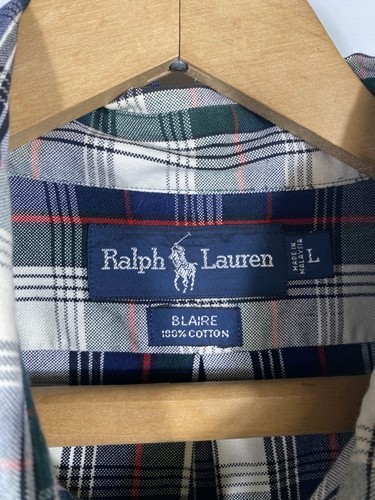 Ralph Lauren
MADE IN
MALAYSIA
L
BLAIRE
100% COTTON